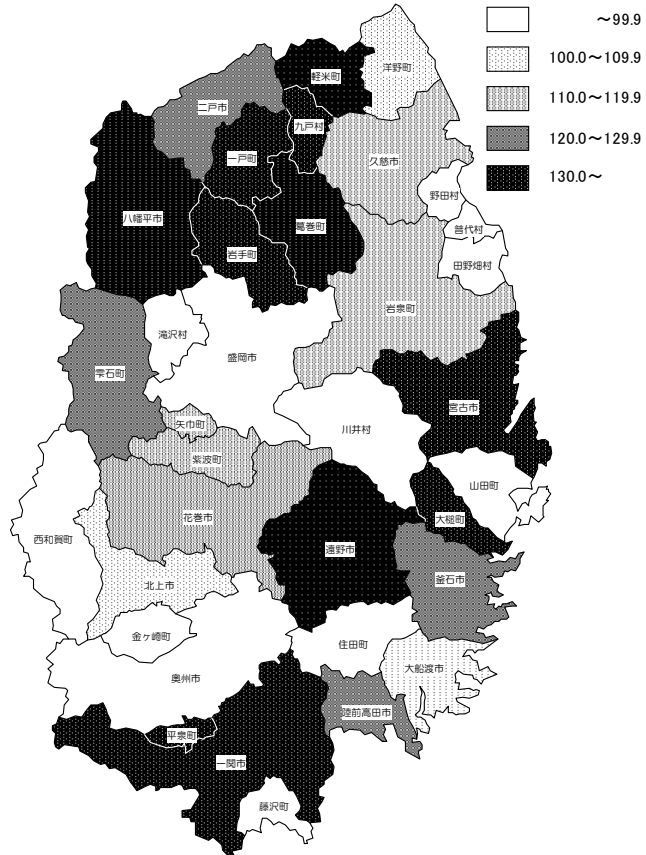 ～99.9
100.0～109.9
110.0～119.9
120.0～129.9
130.0～
洋野町
軽米町
二戸市
九戸村
一戸町
久慈市
野田村
八幡平市
葛巻町
普代村
岩手町
田野畑村
岩泉町
滝沢村
盛岡市
雫石町
宮古市
矢巾町
川井村
紫波町
山田町
花巻市
大槌町
西和賀町
遠野市
北上市
釜石市
金ヶ崎町
住田町
大船渡市
奥州市
陸前高田市
平泉町
一関市
藤沢町